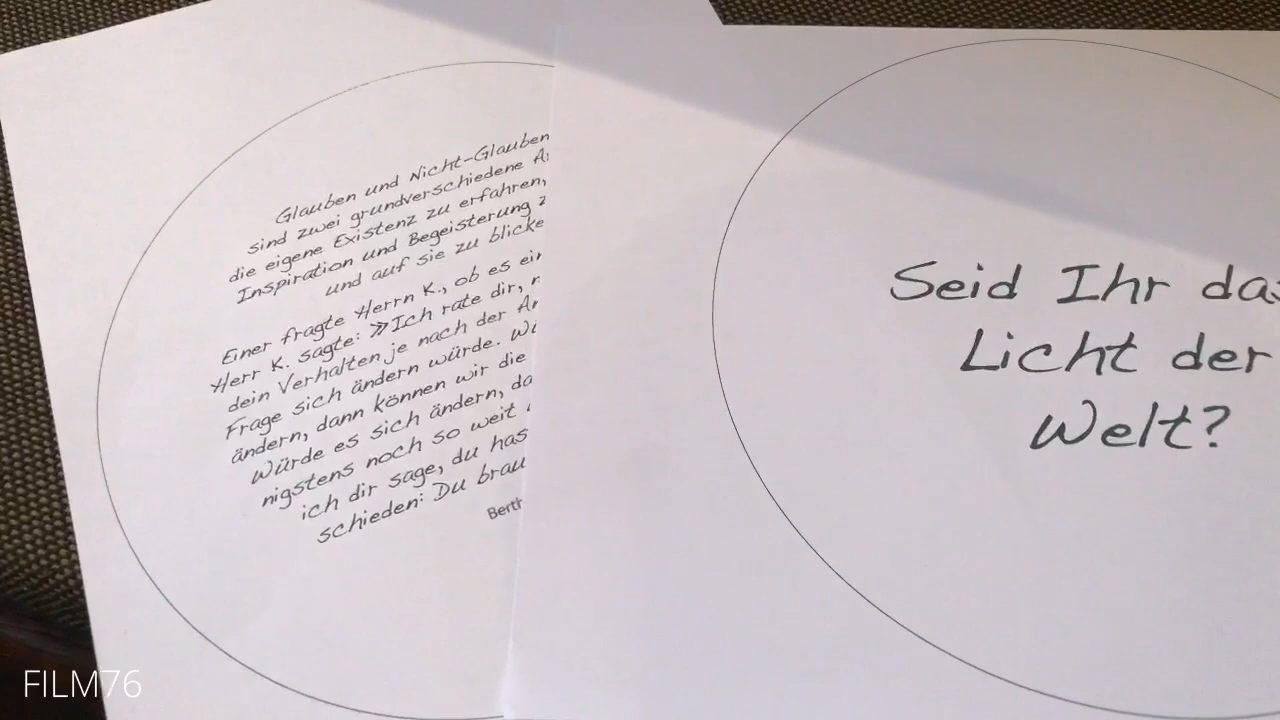 Glauben und Nicht-Glauben
sind zwei grundverschiedene
die eigene Existenz zu erfahren,
Inspiration und Begeisterung
und auf sie zu blicke
Einer fragte Herrn K., ob es
Herr K. sagte: »Ich rate dir,
dein Verhalten je nach der
Frage sich ändern würde.
ändern, dann können wir die
Würde es sich ändern,
nigstens noch so weit
ich dir sage, du has
schieden: Du brau
Bert
Seid Ihr das
Licht der
Welt?
FILM76